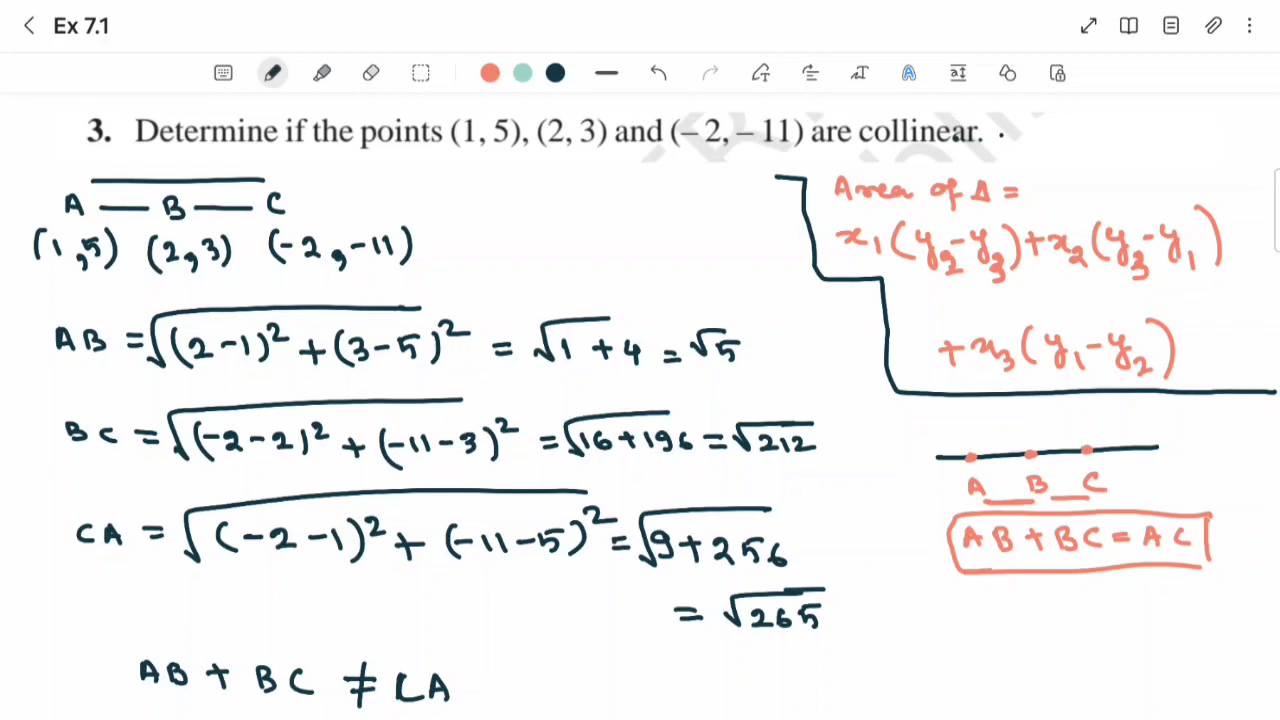 Ex 7.1
3. Determine if the points (1, 5), (2, 3) and (– 2, – 11) are collinear.
A — B — C
(1,5) (2,3) (-2,-11)
AB = √(2-1)² + (3-5)² = √1+4 = √5
BC = √(-2-2)² + (-11-3)² = √16+196 = √212
CA = √(-2-1)² + (-11-5)² = √9+256
= √265
AB + BC ≠ CA
Area of Δ =
x₁(y₂-y₃)+x₂(y₃-y₁)
+x₃(y₁-y₂)
A B C
AB + BC = AC